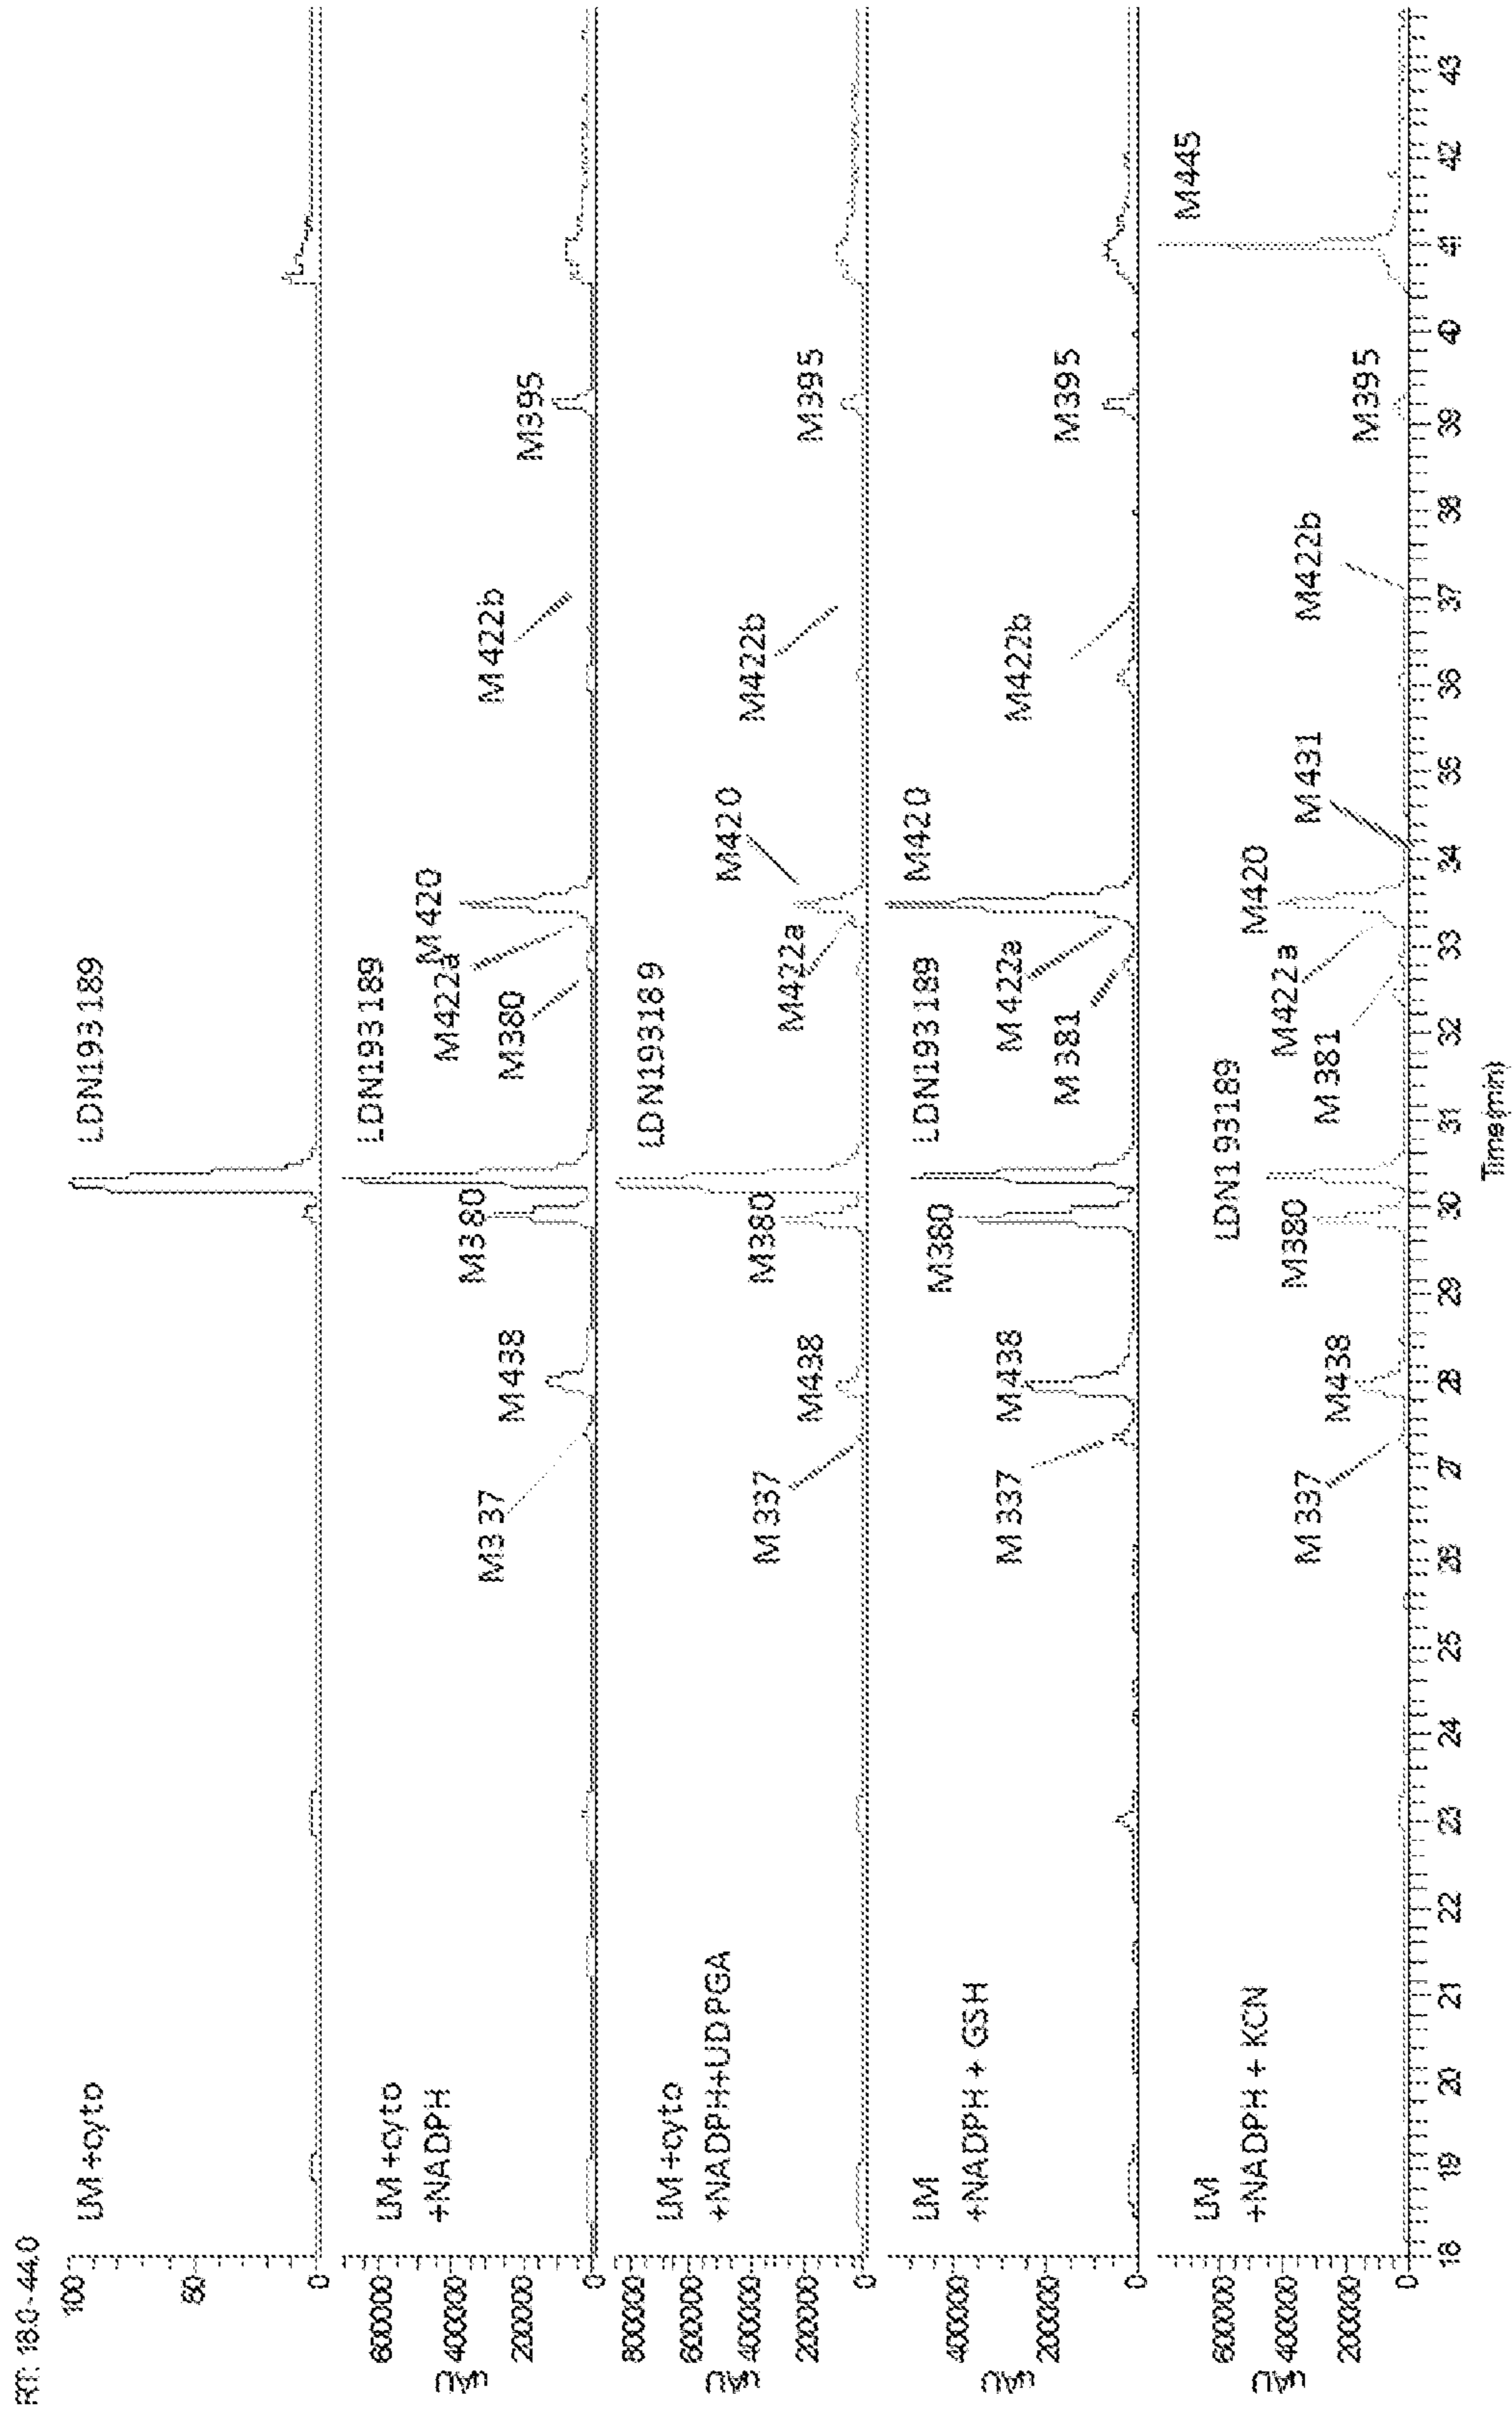 RT: 18.0-44.0
LM+cyto
LDN193189
100
50
0
LM+cyto
+NADPH
M337
M438
M380
LDN193189
M380
M422a
M420
M422b
M395
600000
400000
200000
0
uAU
LM+cyto
+NADPH+UDPGA
M337
M438
M380
LDN193189
M422a
M420
M422b
M395
800000
600000
400000
200000
0
uAU
LM
+NADPH + GSH
M337
M438
M380
LDN193189
M381
M422a
M420
M422b
M395
400000
200000
0
uAU
LM
+NADPH + KCN
M337
M438
M380
LDN193189
M381
M422a
M420
M431
M422b
M395
M445
600000
400000
200000
0
uAU
18 19 20 21 22 23 24 25 26 27 28 29 30 31 32 33 34 35 36 37 38 39 40 41 42 43
Time(min)